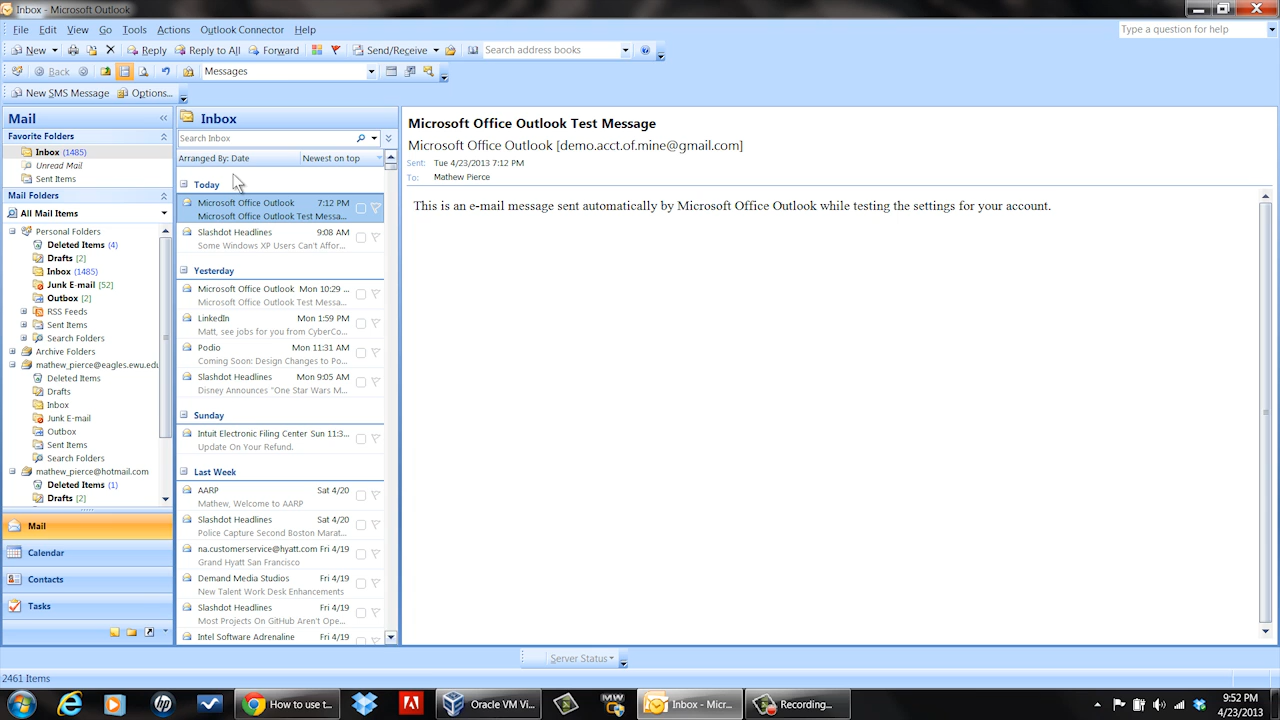 Inbox - Microsoft Outlook
File Edit View Go Tools Actions Outlook Connector Help
Type a question for help
New Reply Reply to All Forward Send/Receive Search address books
Back Messages
New SMS Message Options...
Mail
Favorite Folders
Inbox (1485)
Unread Mail
Sent Items
Mail Folders
All Mail Items
Personal Folders
Deleted Items (4)
Drafts [2]
Inbox (1485)
Junk E-mail [52]
Outbox [2]
RSS Feeds
Sent Items
Search Folders
Archive Folders
mathew_pierce@eagles.ewu.edu
Deleted Items
Drafts
Inbox
Junk E-mail
Outbox
Sent Items
Search Folders
mathew_pierce@hotmail.com
Deleted Items (1)
Drafts [2]
Mail
Calendar
Contacts
Tasks
Inbox
Search Inbox
Arranged By: Date Newest on top
Today
Microsoft Office Outlook 7:12 PM
Microsoft Office Outlook Test Messa...
Slashdot Headlines 9:08 AM
Some Windows XP Users Can't Affor...
Yesterday
Microsoft Office Outlook Mon 10:29 ...
Microsoft Office Outlook Test Messa...
LinkedIn Mon 1:59 PM
Matt, see jobs for you from CyberCo...
Podio Mon 11:31 AM
Coming Soon: Design Changes to Po...
Slashdot Headlines Mon 9:05 AM
Disney Announces "One Star Wars M...
Sunday
Intuit Electronic Filing Center Sun 11:3...
Update On Your Refund.
Last Week
AARP Sat 4/20
Mathew, Welcome to AARP
Slashdot Headlines Sat 4/20
Police Capture Second Boston Marat...
na.customerservice@hyatt.com Fri 4/19
Grand Hyatt San Francisco
Demand Media Studios Fri 4/19
New Talent Work Desk Enhancements
Slashdot Headlines Fri 4/19
Most Projects On GitHub Aren't Ope...
Intel Software Adrenaline Fri 4/19
Microsoft Office Outlook Test Message
Microsoft Office Outlook [demo.acct.of.mine@gmail.com]
Sent: Tue 4/23/2013 7:12 PM
To: Mathew Pierce
This is an e-mail message sent automatically by Microsoft Office Outlook while testing the settings for your account.
Server Status
2461 Items
How to use t... Oracle VM Vi... MW Inbox - Micr... Recording...
9:52 PM
4/23/2013